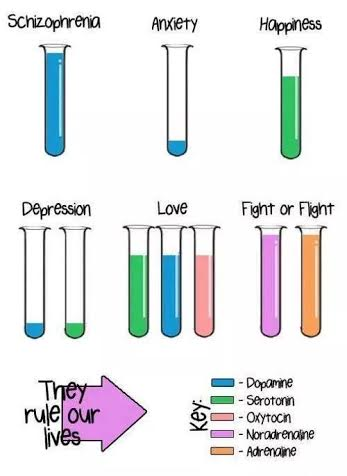 Schizophrenia
Anxiety
Happiness
Depression
Love
Fight or Flight
They
rule our
lives
Key:
- Dopamine
- Serotonin
- Oxytocin
- Noradrenaline
- Adrenaline